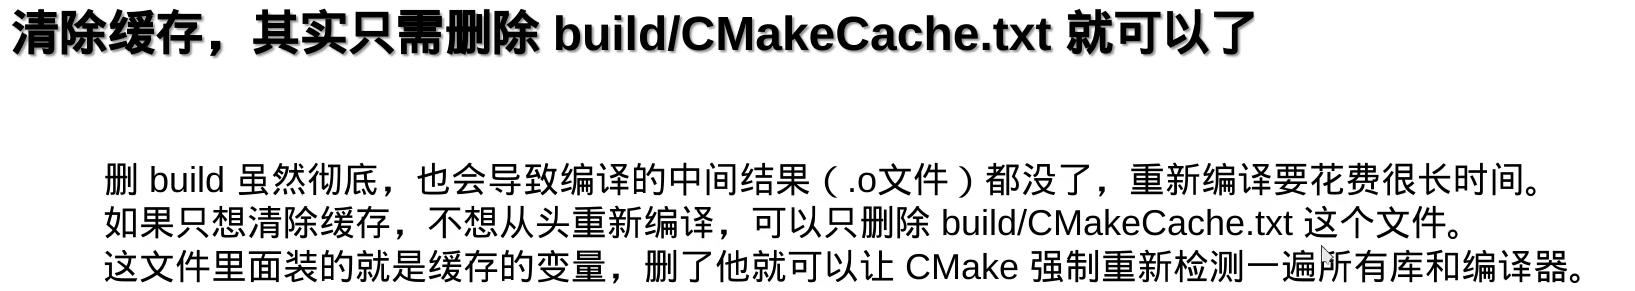 清除缓存，其实只需删除 build/CMakeCache.txt 就可以了
删 build 虽然彻底，也会导致编译的中间结果（.o文件）都没了，重新编译要花费很长时间。
如果只想清除缓存，不想从头重新编译，可以只删除 build/CMakeCache.txt 这个文件。
这文件里面装的就是缓存的变量，删了他就可以让 CMake 强制重新检测一遍所有库和编译器。